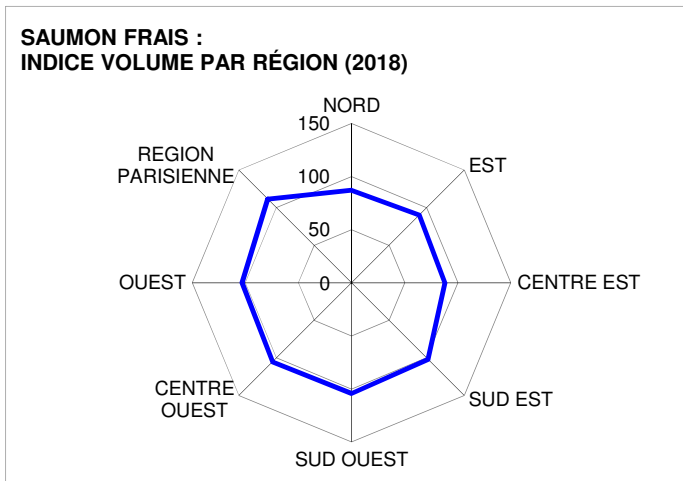 SAUMON FRAIS :
INDICE VOLUME PAR RÉGION (2018)
NORD
150
REGION
PARISIENNE
EST
100
50
OUEST
0
CENTRE EST
CENTRE
OUEST
SUD EST
SUD OUEST